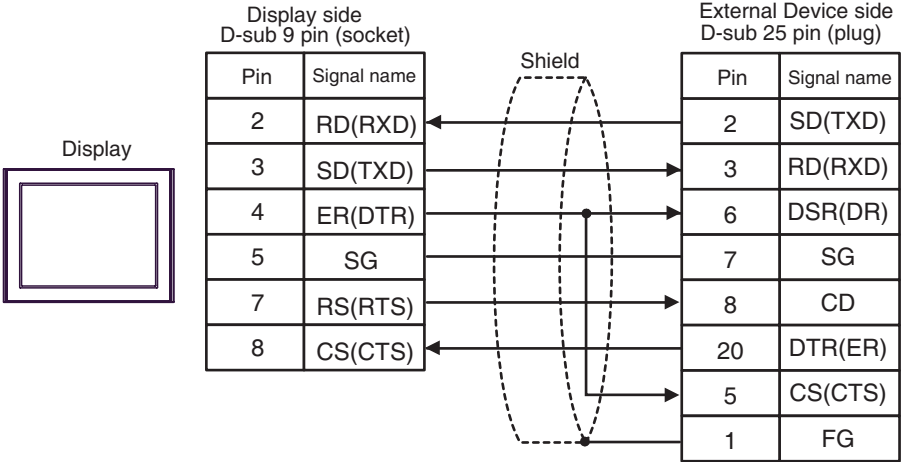 Display side
D-sub 9 pin (socket)
External Device side
D-sub 25 pin (plug)
Shield
Display
Pin Signal name
2 RD(RXD)
3 SD(TXD)
4 ER(DTR)
5 SG
7 RS(RTS)
8 CS(CTS)
Pin Signal name
2 SD(TXD)
3 RD(RXD)
6 DSR(DR)
7 SG
8 CD
20 DTR(ER)
5 CS(CTS)
1 FG